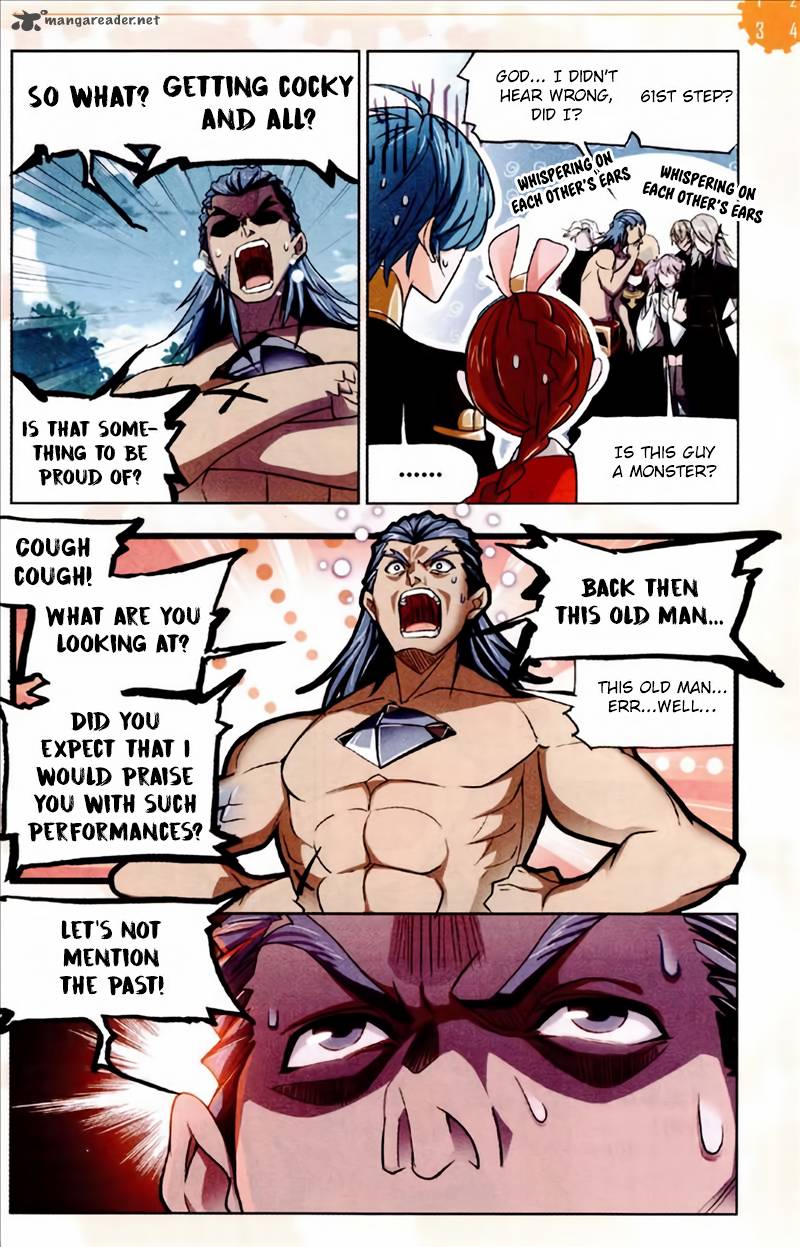 mangareader.net
1 2
3 4
SO WHAT?
GETTING COCKY
AND ALL?
IS THAT SOME-
THING TO BE
PROUD OF?
GOD... I DIDN'T
HEAR WRONG,
DID I?
61ST STEP?
WHISPERING ON
EACH OTHER'S EARS
WHISPERING ON
EACH OTHER'S EARS
......
IS THIS GUY
A MONSTER?
COUGH
COUGH!
WHAT ARE YOU
LOOKING AT?
BACK THEN
THIS OLD MAN...
THIS OLD MAN...
ERR...WELL...
DID YOU
EXPECT THAT I
WOULD PRAISE
YOU WITH SUCH
PERFORMANCES?
LET'S NOT
MENTION
THE PAST!